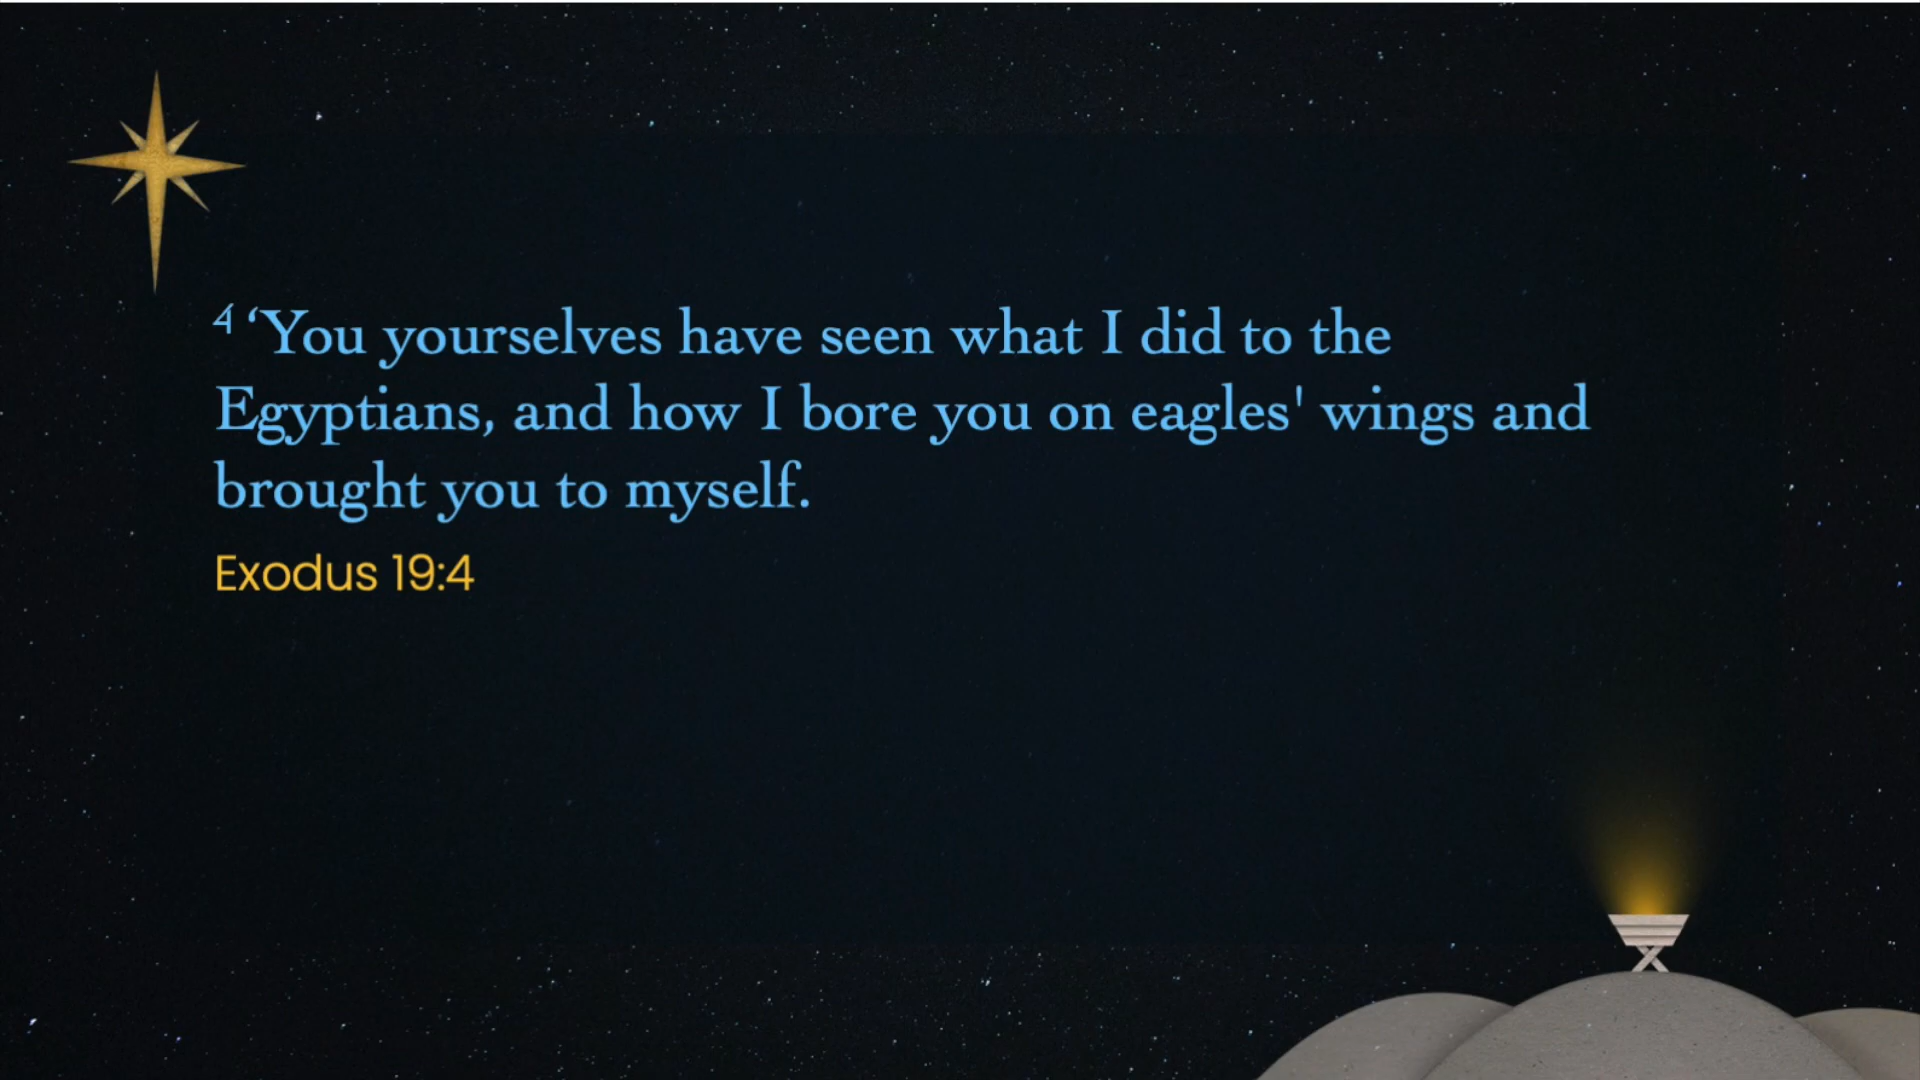 4 ‘You yourselves have seen what I did to the
Egyptians, and how I bore you on eagles' wings and
brought you to myself.
Exodus 19:4